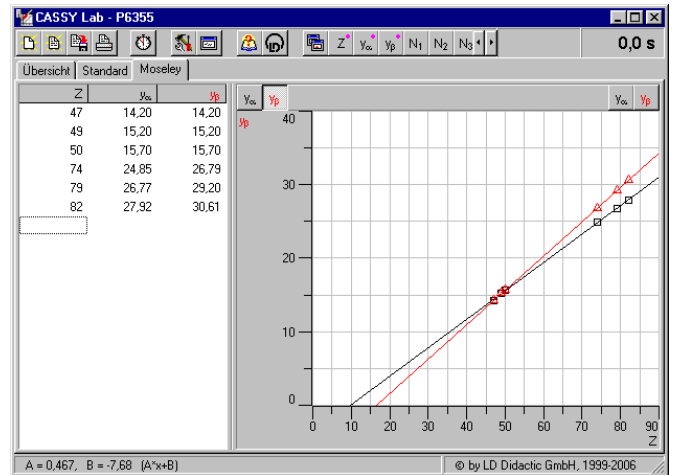 CASSY Lab - P6355
Z yα yβ N1 N2 N3 0,0 s
Übersicht Standard Moseley
Z yα yβ
47 14,20 14,20
49 15,20 15,20
50 15,70 15,70
74 24,85 26,79
79 26,77 29,20
82 27,92 30,61
yα yβ yα yβ
yβ
40
30
20
10
0
0 10 20 30 40 50 60 70 80 90
Z
A = 0,467, B = -7,68 (A*x+B) © by LD Didactic GmbH, 1999-2006